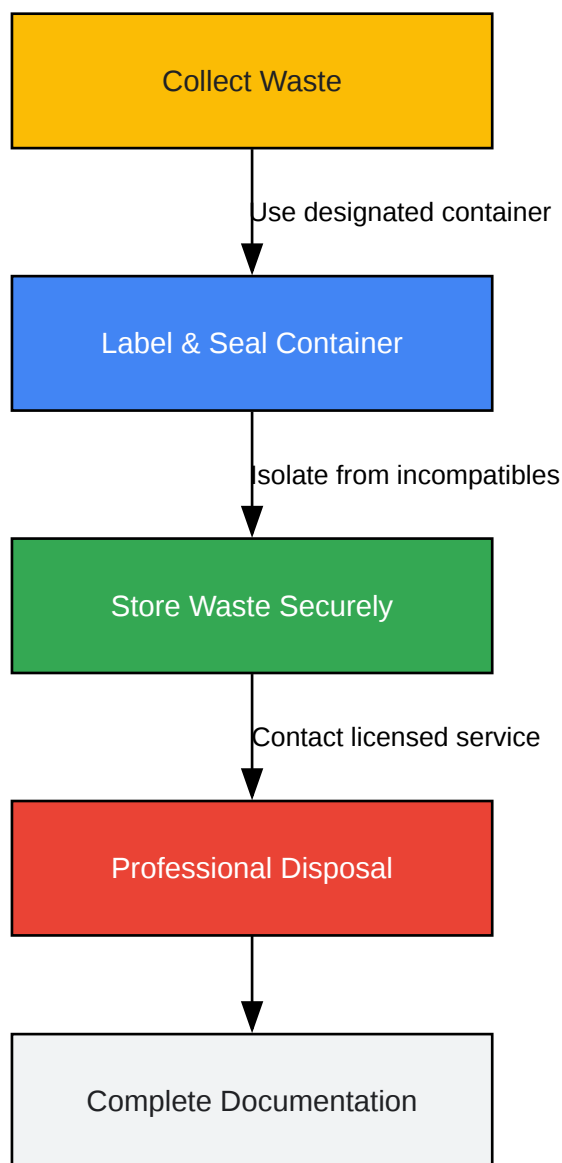 Collect Waste
Use designated container
Label & Seal Container
Isolate from incompatibles
Store Waste Securely
Contact licensed service
Professional Disposal
Complete Documentation